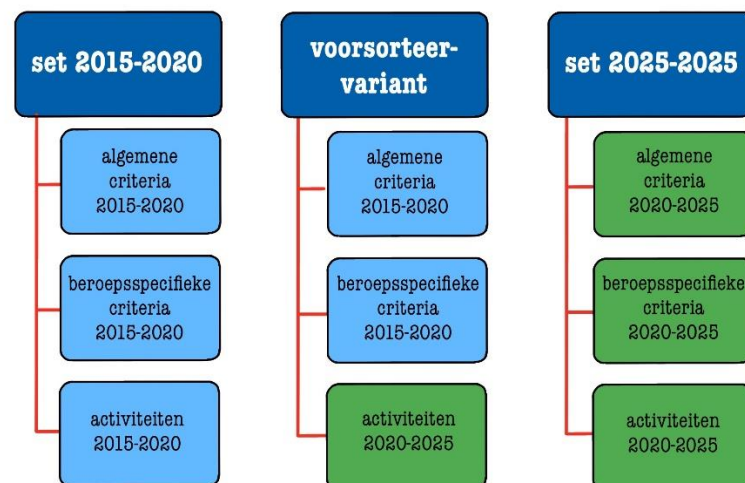 set 2015-2020
algemene
criteria
2015-2020
beroepsspecifieke
criteria
2015-2020
activiteiten
2015-2020
voorsorteer-
variant
algemene
criteria
2015-2020
beroepsspecifieke
criteria
2015-2020
activiteiten
2020-2025
set 2025-2025
algemene
criteria
2020-2025
beroepsspecifieke
criteria
2020-2025
activiteiten
2020-2025